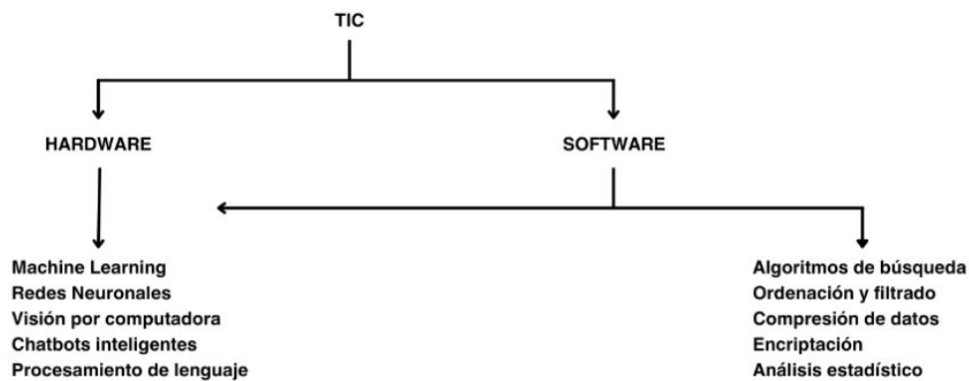 TIC
HARDWARE
SOFTWARE
Machine Learning
Redes Neuronales
Visión por computadora
Chatbots inteligentes
Procesamiento de lenguaje
Algoritmos de búsqueda
Ordenación y filtrado
Compresión de datos
Encriptación
Análisis estadístico